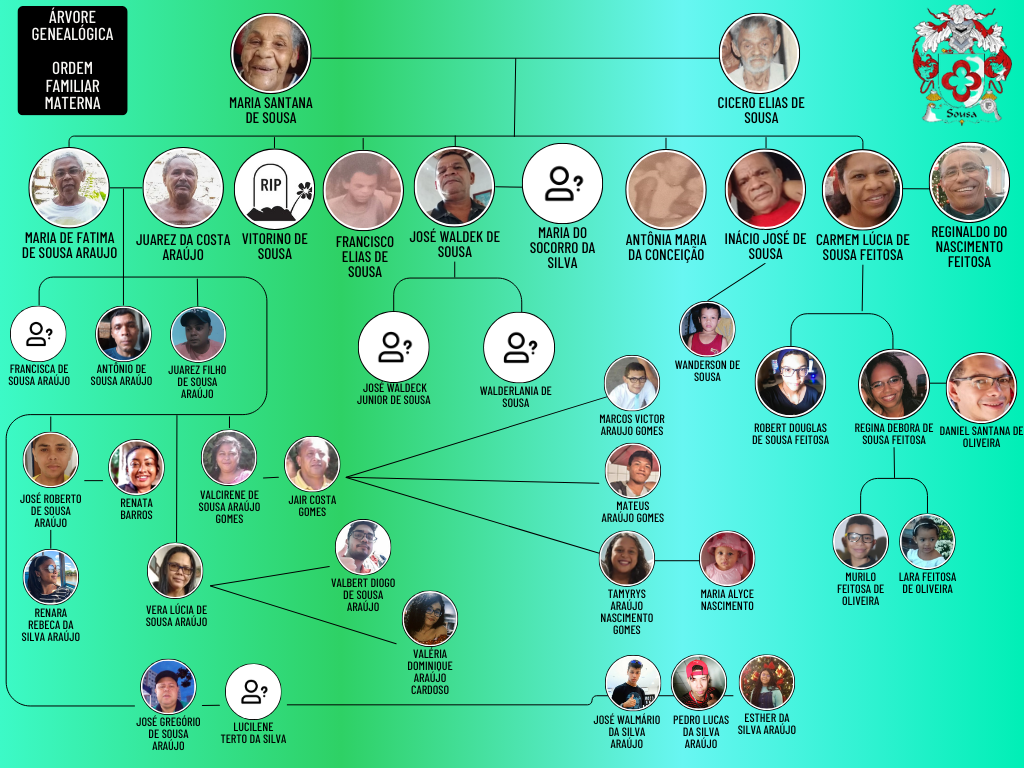 ÁRVORE
GENEALÓGICA
ORDEM
FAMILIAR
MATERNA
MARIA SANTANA
DE SOUSA
CICERO ELIAS DE
SOUSA
Sousa
RIP
MARIA DE FATIMA
DE SOUSA ARAUJO
JUAREZ DA COSTA
ARAÚJO
VITORINO DE
SOUSA
FRANCISCO
ELIAS DE
SOUSA
JOSÉ WALDEK DE
SOUSA
MARIA DO
SOCORRO DA
SILVA
ANTÔNIA MARIA
DA CONCEIÇÃO
INÁCIO JOSÉ DE
SOUSA
CARMEM LÚCIA DE
SOUSA FEITOSA
REGINALDO DO
NASCIMENTO
FEITOSA
FRANCISCA DE
SOUSA ARAÚJO
ANTÔNIO DE
SOUSA ARAÚJO
JUAREZ FILHO
DE SOUSA
ARAÚJO
JOSÉ WALDECK
JUNIOR DE SOUSA
WALDERLANIA DE
SOUSA
WANDERSON DE
SOUSA
MARCOS VICTOR
ARAUJO GOMES
ROBERT DOUGLAS
DE SOUSA FEITOSA
REGINA DEBORA DE
SOUSA FEITOSA
DANIEL SANTANA DE
OLIVEIRA
JOSÉ ROBERTO
DE SOUSA
ARAÚJO
RENATA
BARROS
VALCIRENE DE
SOUSA ARAÚJO
GOMES
JAIR COSTA
GOMES
MATEUS
ARAÚJO GOMES
RENARA
REBECA DA
SILVA ARAÚJO
VERA LÚCIA DE
SOUSA ARAÚJO
VALBERT DIOGO
DE SOUSA
ARAÚJO
VALÉRIA
DOMINIQUE
ARAÚJO
CARDOSO
TAMYRYS
ARAÚJO
NASCIMENTO
GOMES
MARIA ALYCE
NASCIMENTO
MURILO
FEITOSA DE
OLIVEIRA
LARA FEITOSA
DE OLIVEIRA
JOSÉ GREGÓRIO
DE SOUSA
ARAÚJO
LUCILENE
TERTO DA SILVA
JOSÉ WALMÁRIO
DA SILVA
ARAÚJO
PEDRO LUCAS
DA SILVA
ARAÚJO
ESTHER DA
SILVA ARAÚJO